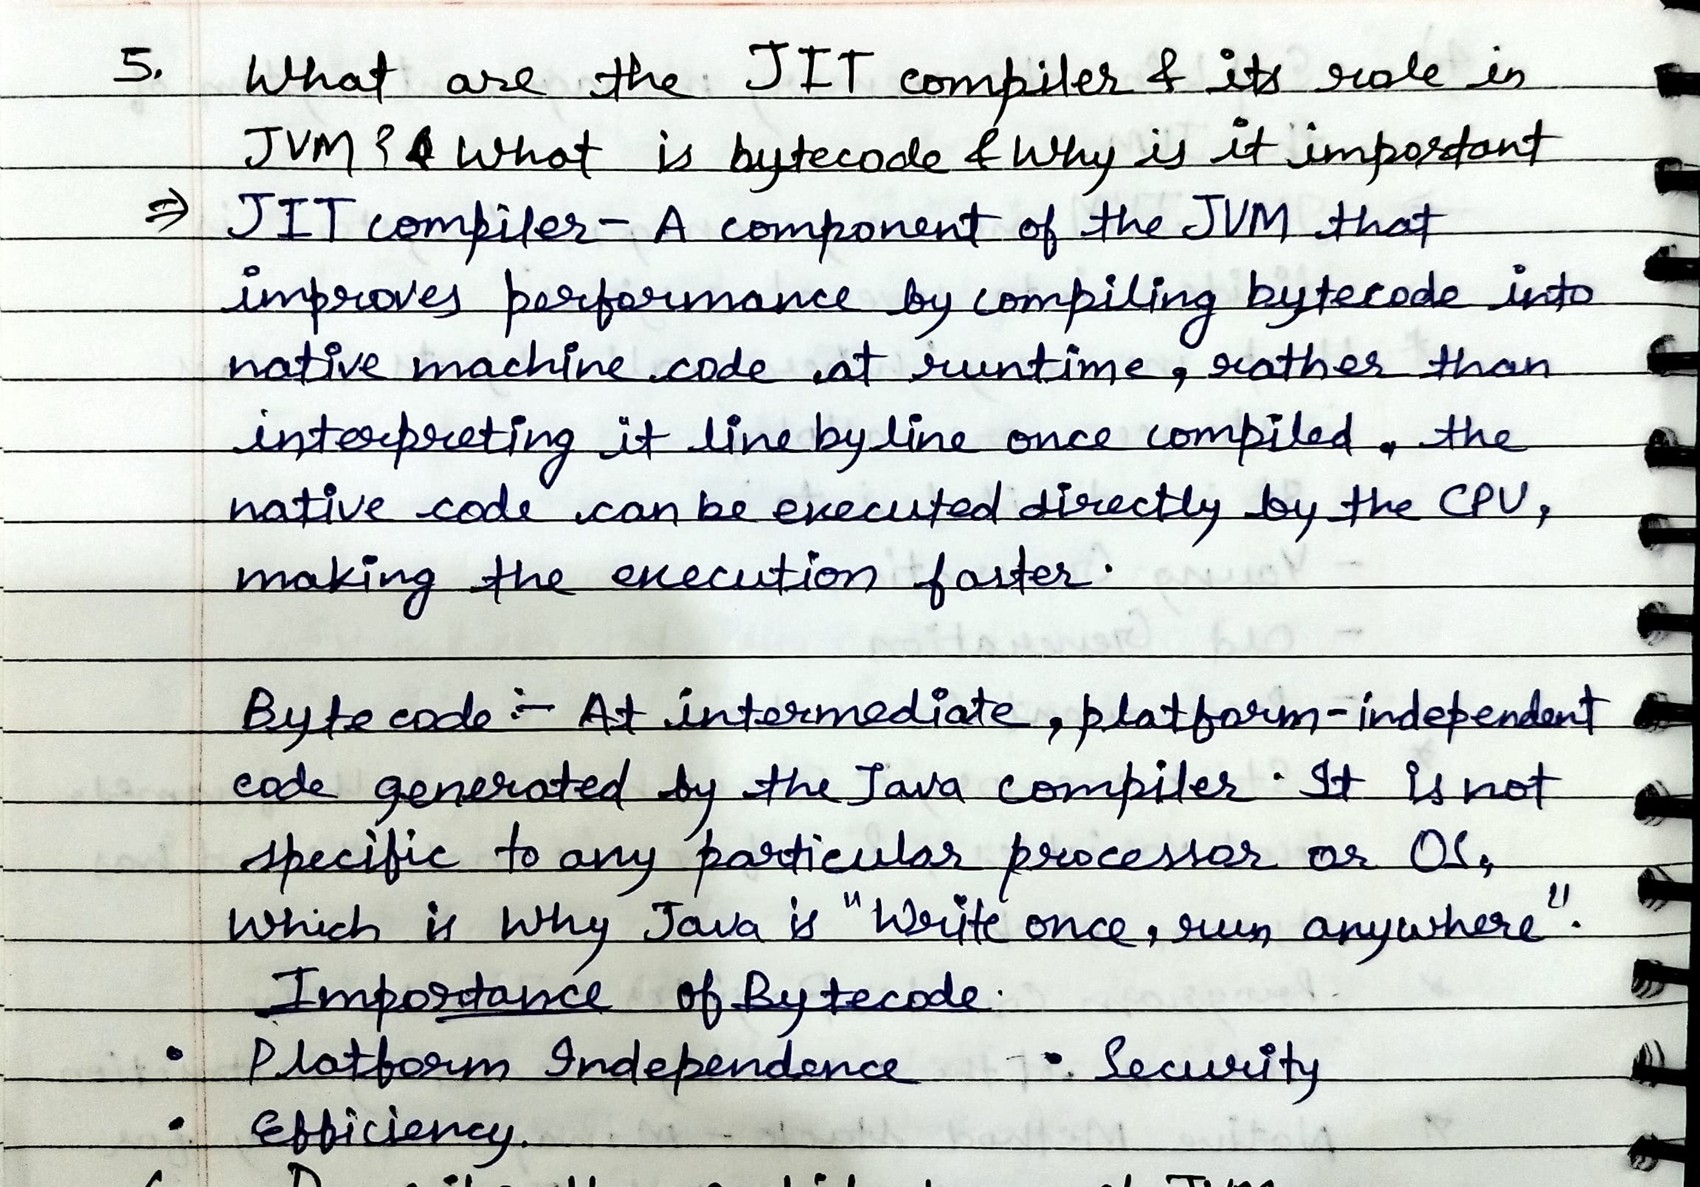 5. What are the JIT compiler & its role in
JVM? & What is bytecode & Why is it important
⇒ JIT compiler - A component of the JVM that
improves performance by compiling bytecode into
native machine code at runtime, rather than
interpreting it line by line once compiled, the
native code can be executed directly by the CPU,
making the execution faster.
Bytecode :- At intermediate, platform-independent
code generated by the Java compiler. It is not
specific to any particular processor or OS,
Which is Why Java is "Write once, run anywhere".
Importance of Bytecode.
• Platform Independence • Security
• Efficiency.